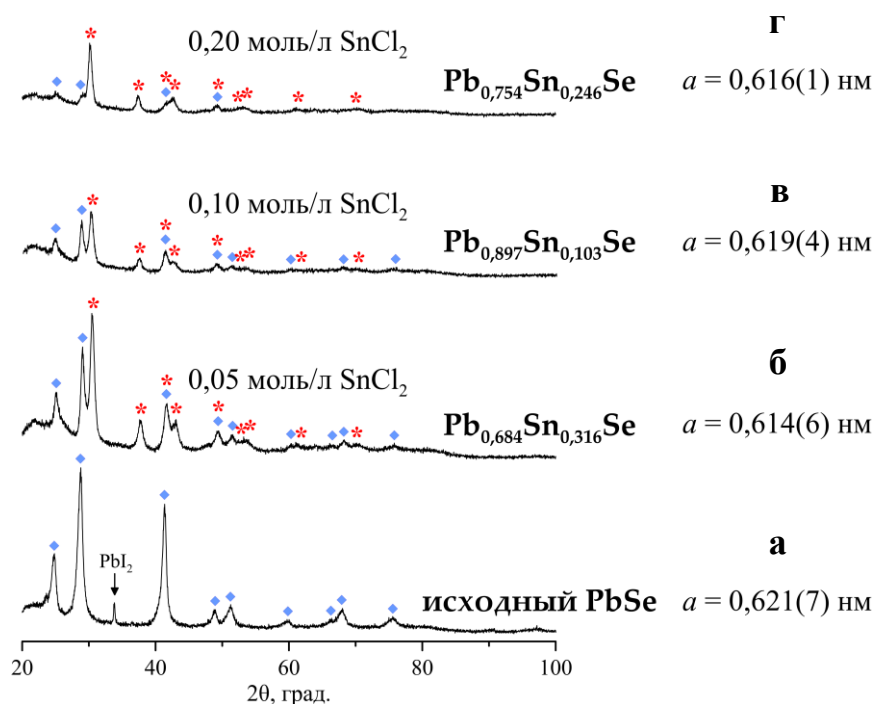 г
0,20 моль/л SnCl₂
Pb₀,₇₅₄Sn₀,₂₄₆Se a = 0,616(1) нм
в
0,10 моль/л SnCl₂
Pb₀,₈₉₇Sn₀,₁₀₃Se a = 0,619(4) нм
б
0,05 моль/л SnCl₂
Pb₀,₆₈₄Sn₀,₃₁₆Se a = 0,614(6) нм
а
PbI₂
исходный PbSe a = 0,621(7) нм
20 40 60 80 100
2θ, град.